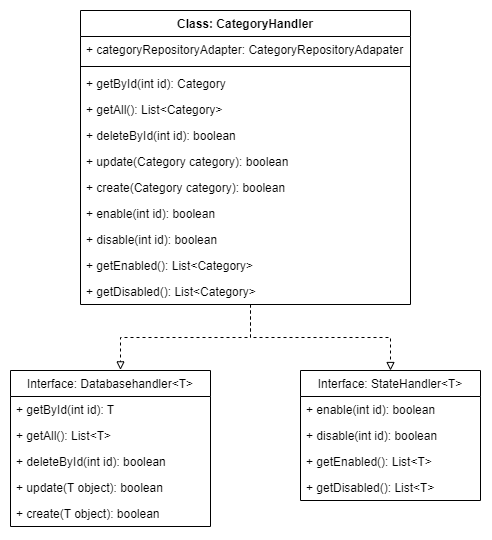 Class: CategoryHandler
+ categoryRepositoryAdapter: CategoryRepositoryAdapater
+ getById(int id): Category
+ getAll(): List<Category>
+ deleteById(int id): boolean
+ update(Category category): boolean
+ create(Category category): boolean
+ enable(int id): boolean
+ disable(int id): boolean
+ getEnabled(): List<Category>
+ getDisabled(): List<Category>
Interface: Databasehandler<T>
+ getById(int id): T
+ getAll(): List<T>
+ deleteById(int id): boolean
+ update(T object): boolean
+ create(T object): boolean
Interface: StateHandler<T>
+ enable(int id): boolean
+ disable(int id): boolean
+ getEnabled(): List<T>
+ getDisabled(): List<T>